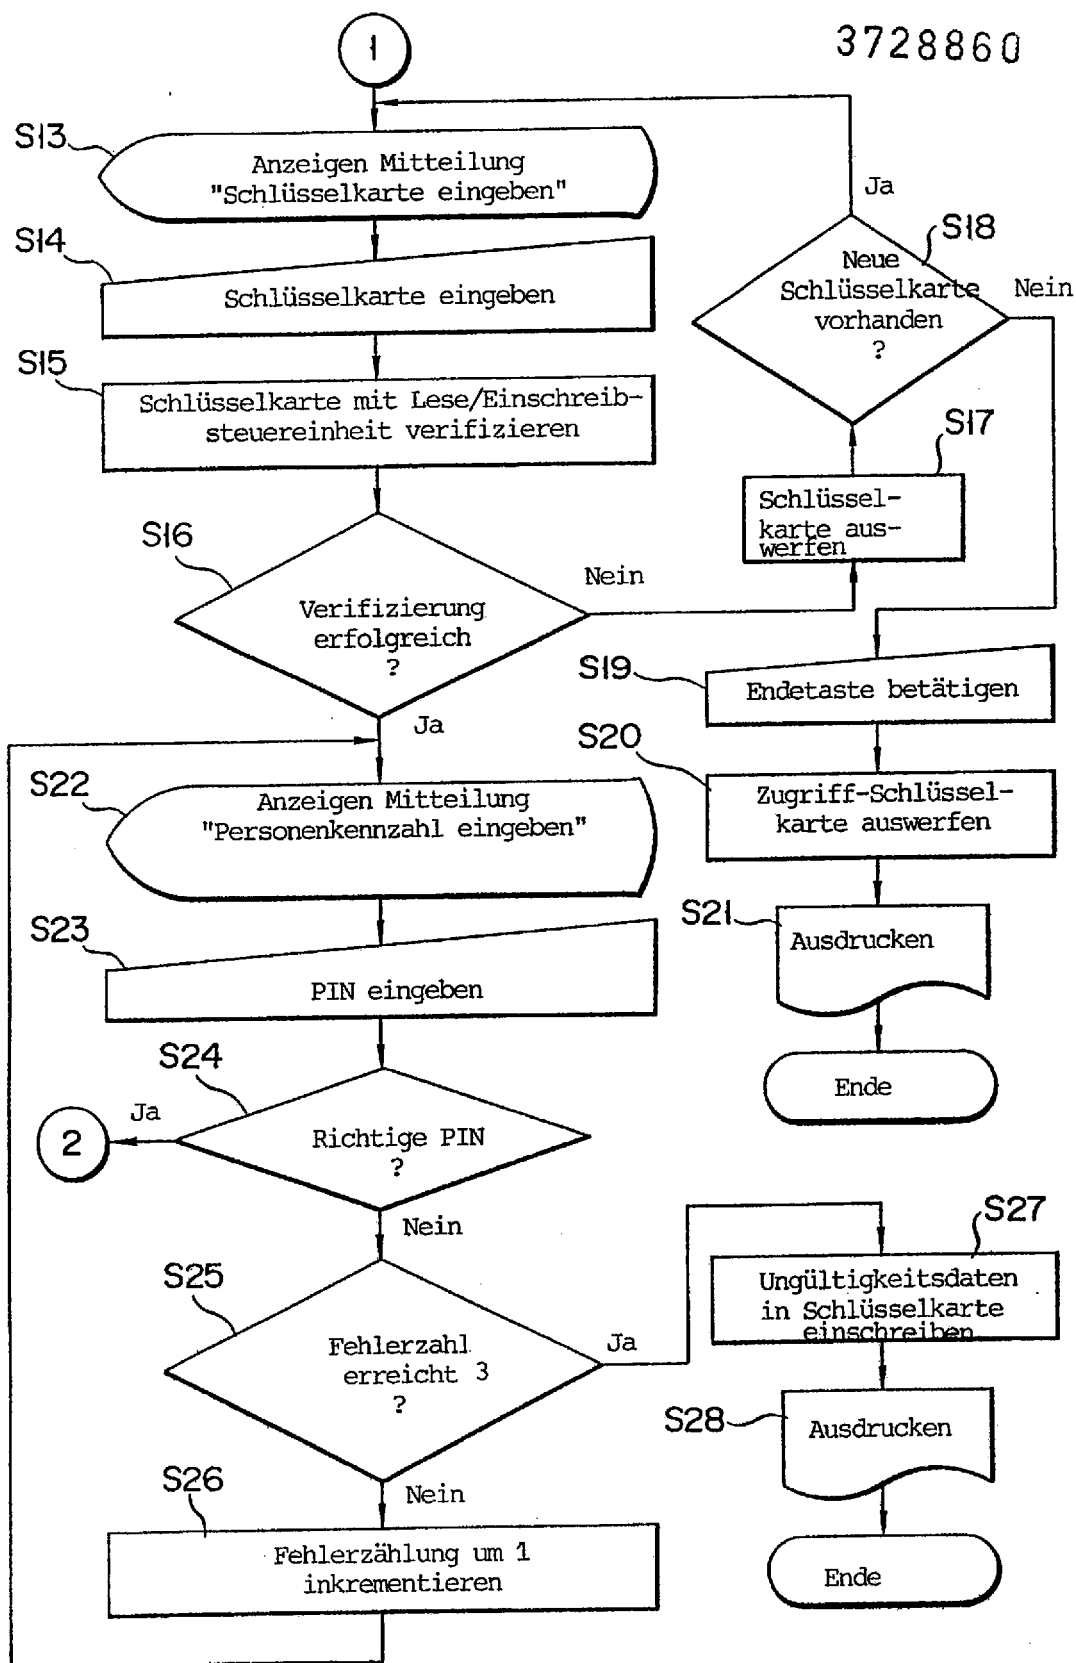 3728860
1
S13
Anzeigen Mitteilung
"Schlüsselkarte eingeben"
S14
Schlüsselkarte eingeben
S15
Schlüsselkarte mit Lese/Einschreib-
steuereinheit verifizieren
S16
Verifizierung
erfolgreich
?
Nein
Ja
S17
Schlüssel-
karte aus-
werfen
S18
Neue
Schlüsselkarte
vorhanden
?
Ja
Nein
S19
Endetaste betätigen
S20
Zugriff-Schlüssel-
karte auswerfen
S21
Ausdrucken
Ende
S22
Anzeigen Mitteilung
"Personenkennzahl eingeben"
S23
PIN eingeben
S24
Richtige PIN
?
Ja
2
Nein
S25
Fehlerzahl
erreicht 3
?
Ja
Nein
S26
Fehlerzählung um 1
inkrementieren
S27
Ungültigkeitsdaten
in Schlüsselkarte
einschreiben
S28
Ausdrucken
Ende